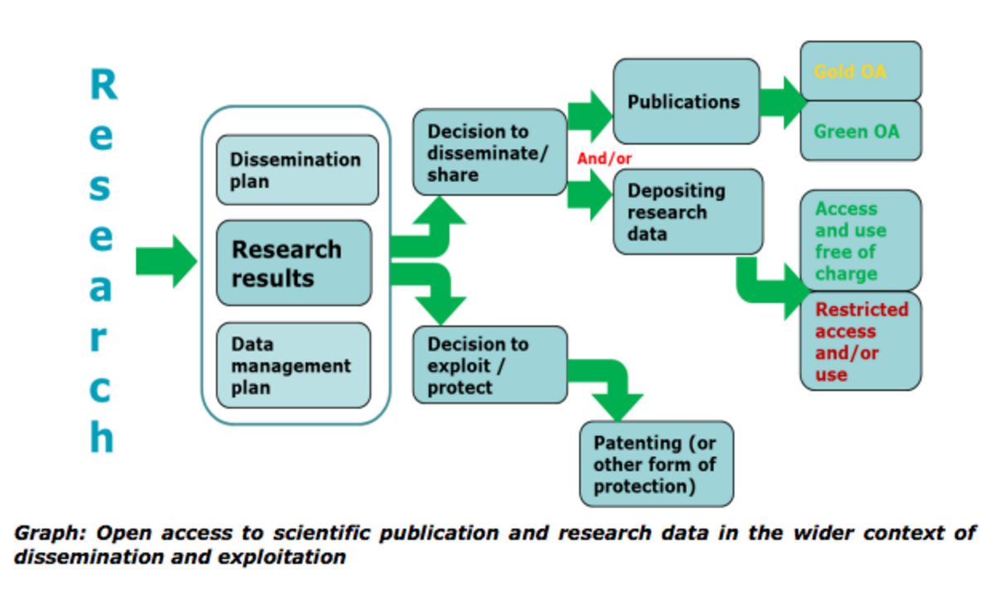 Research
Dissemination
plan
Research
results
Data
management
plan
Decision to
disseminate/
share
Decision to
exploit /
protect
And/or
Publications
Depositing
research
data
Patenting (or
other form of
protection)
Gold OA
Green OA
Access
and use
free of
charge
Restricted
access
and/or
use
Graph: Open access to scientific publication and research data in the wider context of
dissemination and exploitation